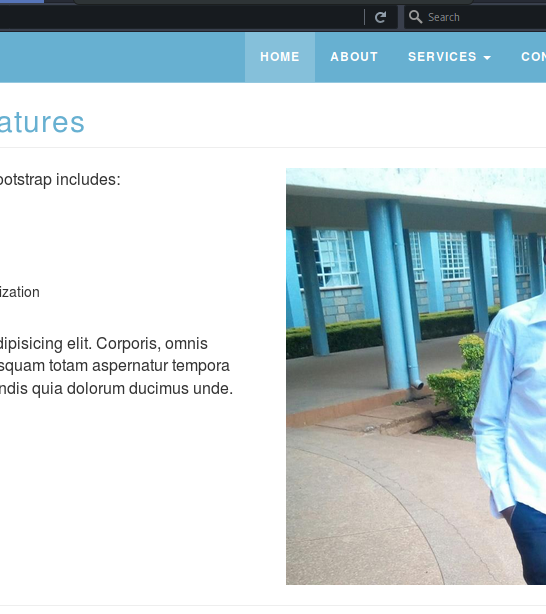 Search
HOME ABOUT SERVICES CON
atures
ootstrap includes:
ization
dipisicing elit. Corporis, omnis
squam totam aspernatur tempora
ndis quia dolorum ducimus unde.